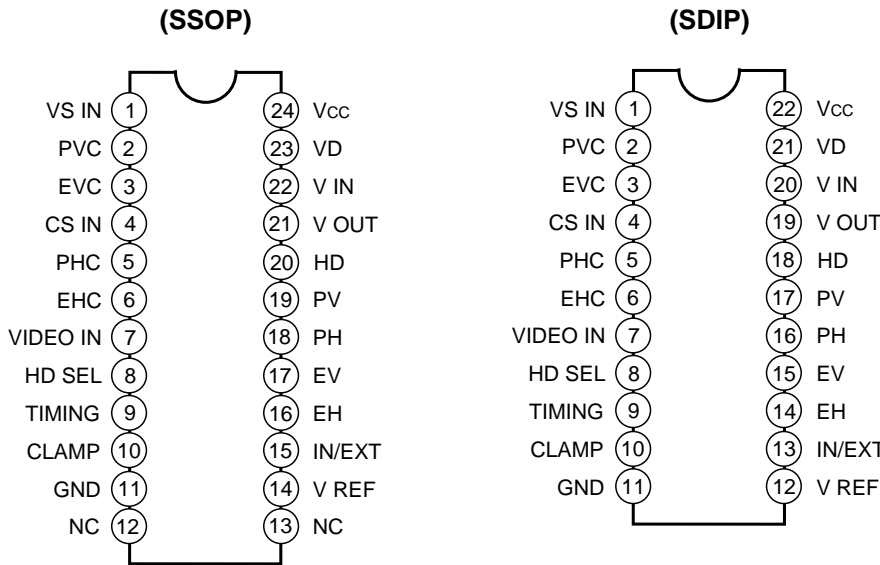 (SSOP)
VS IN 1 24 Vcc
PVC 2 23 VD
EVC 3 22 V IN
CS IN 4 21 V OUT
PHC 5 20 HD
EHC 6 19 PV
VIDEO IN 7 18 PH
HD SEL 8 17 EV
TIMING 9 16 EH
CLAMP 10 15 IN/EXT
GND 11 14 V REF
NC 12 13 NC
(SDIP)
VS IN 1 22 Vcc
PVC 2 21 VD
EVC 3 20 V IN
CS IN 4 19 V OUT
PHC 5 18 HD
EHC 6 17 PV
VIDEO IN 7 16 PH
HD SEL 8 15 EV
TIMING 9 14 EH
CLAMP 10 13 IN/EXT
GND 11 12 V REF